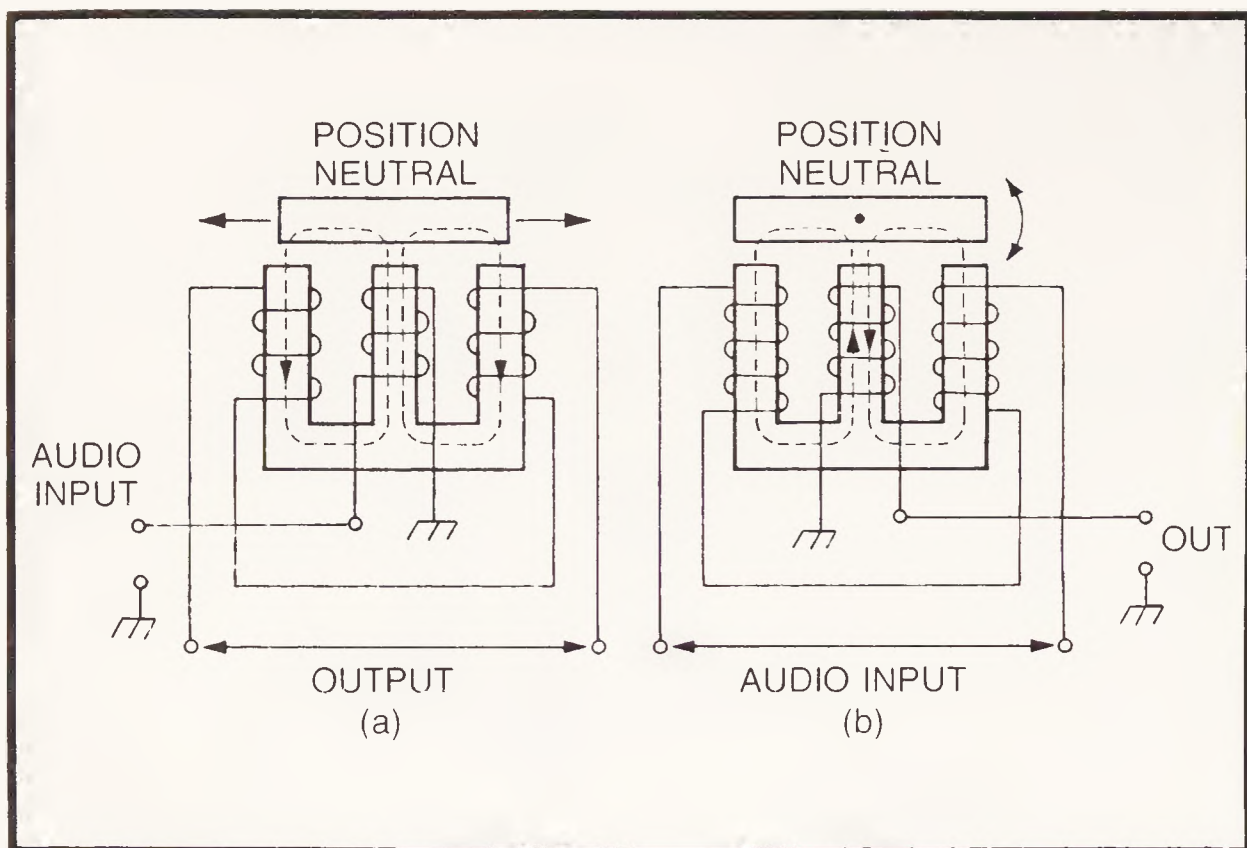 POSITION
NEUTRAL
AUDIO
INPUT
OUTPUT
(a)
POSITION
NEUTRAL
OUT
AUDIO INPUT
(b)